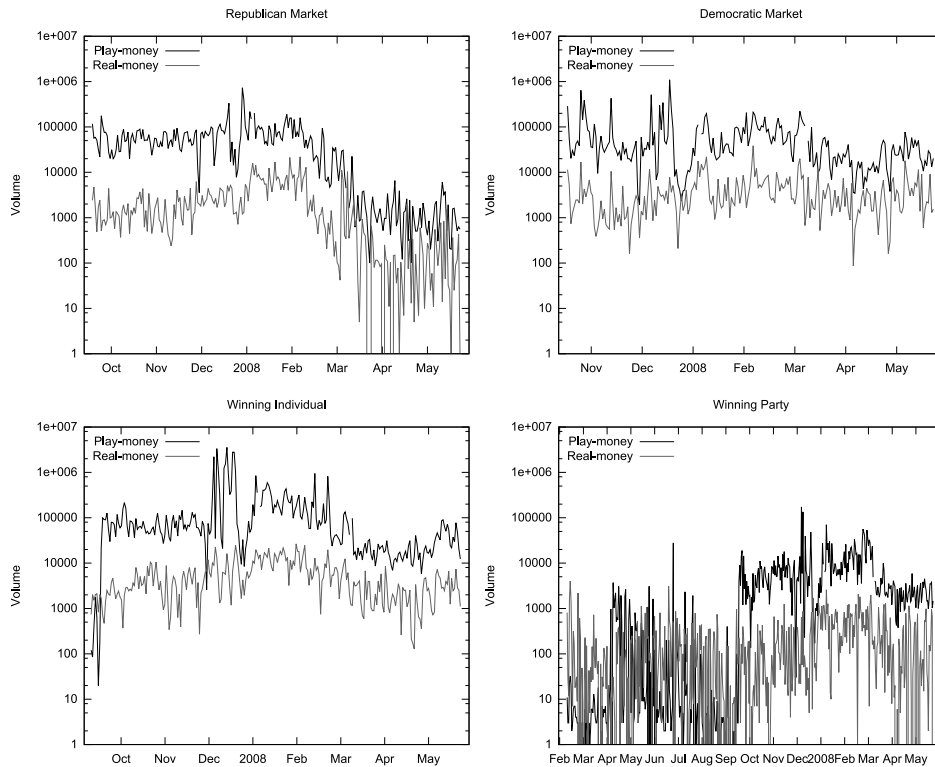 Republican Market
1e+007
Play-money
Real-money
1e+006
100000
10000
1000
100
10
1
Volume
Oct Nov Dec 2008 Feb Mar Apr May
Democratic Market
1e+007
Play-money
Real-money
1e+006
100000
10000
1000
100
10
1
Volume
Nov Dec 2008 Feb Mar Apr May
Winning Individual
1e+007
Play-money
Real-money
1e+006
100000
10000
1000
100
10
1
Volume
Oct Nov Dec 2008 Feb Mar Apr May
Winning Party
1e+007
Play-money
Real-money
1e+006
100000
10000
1000
100
10
1
Volume
Feb Mar Apr May Jun Jul Aug Sep Oct Nov Dec 2008 Feb Mar Apr May